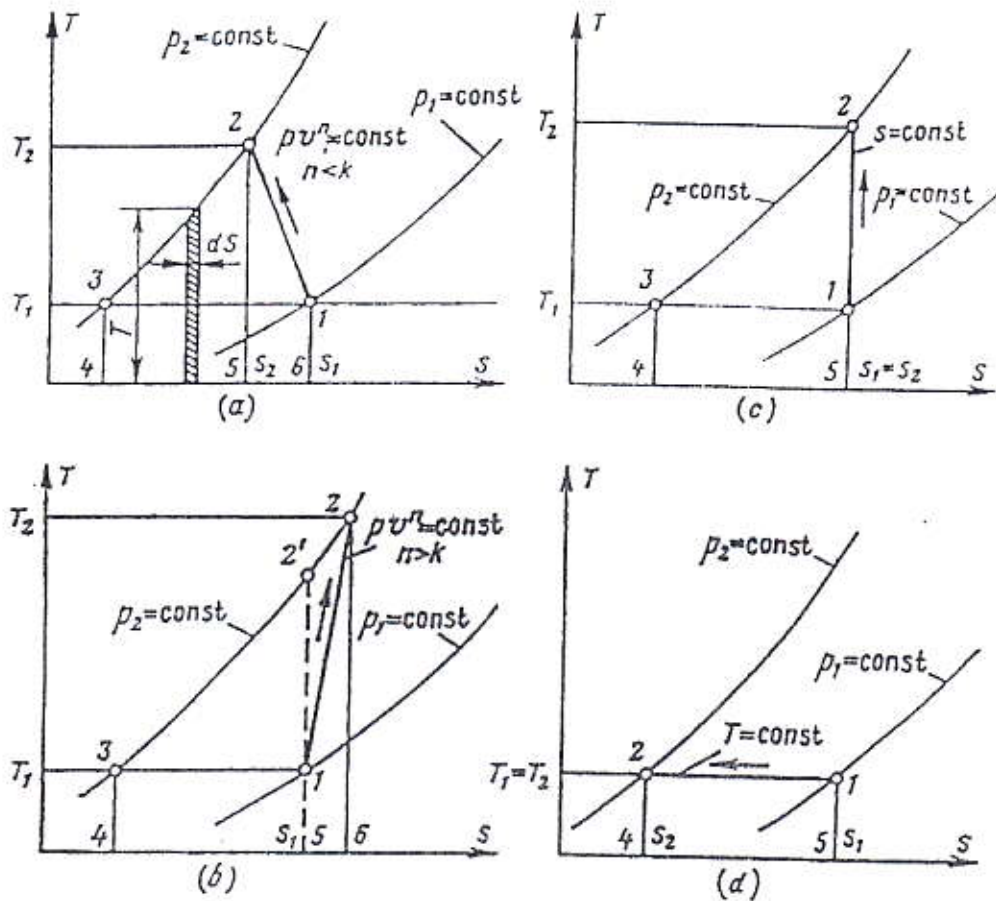 T
p₂=const
p₁=const
2
T₂
pvⁿ=const
n<k
dS
3
T₁
T
1
4
5
s₂
6
s₁
s
(a)
T
2
T₂
s=const
p₂=const
p₁=const
3
1
T₁
4
5
s₁=s₂
s
(c)
T
2
T₂
pvⁿ=const
n>k
2'
p₂=const
p₁=const
3
T₁
1
4
s₁
5
6
s
(b)
T
p₂=const
p₁=const
2
T=const
T₁=T₂
1
4
s₂
5
s₁
s
(d)